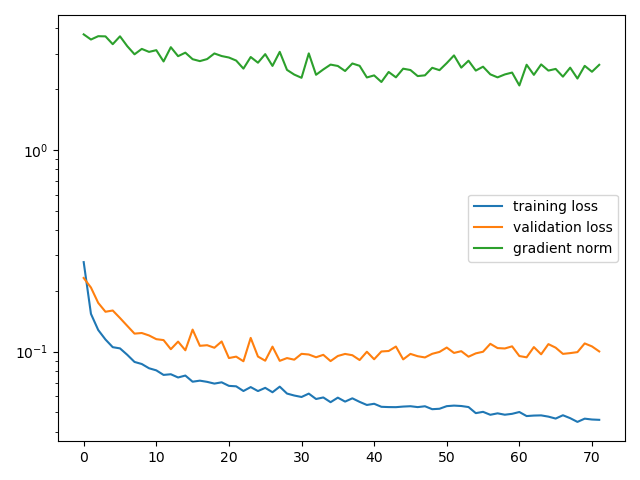 10⁰
10⁻¹
training loss
validation loss
gradient norm
0 10 20 30 40 50 60 70